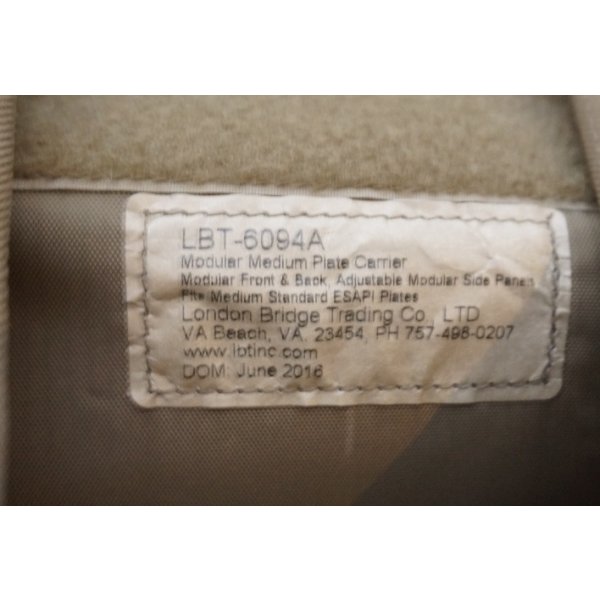 LBT-6094A
Modular Medium Plate Carrier
Modular Front & Back, Adjustable Modular Side Panels
Fits Medium Standard ESAPI Plates
London Bridge Trading Co., LTD
VA Beach, VA. 23454, PH 757-498-0207
www.lbtinc.com
DOM: June 2016